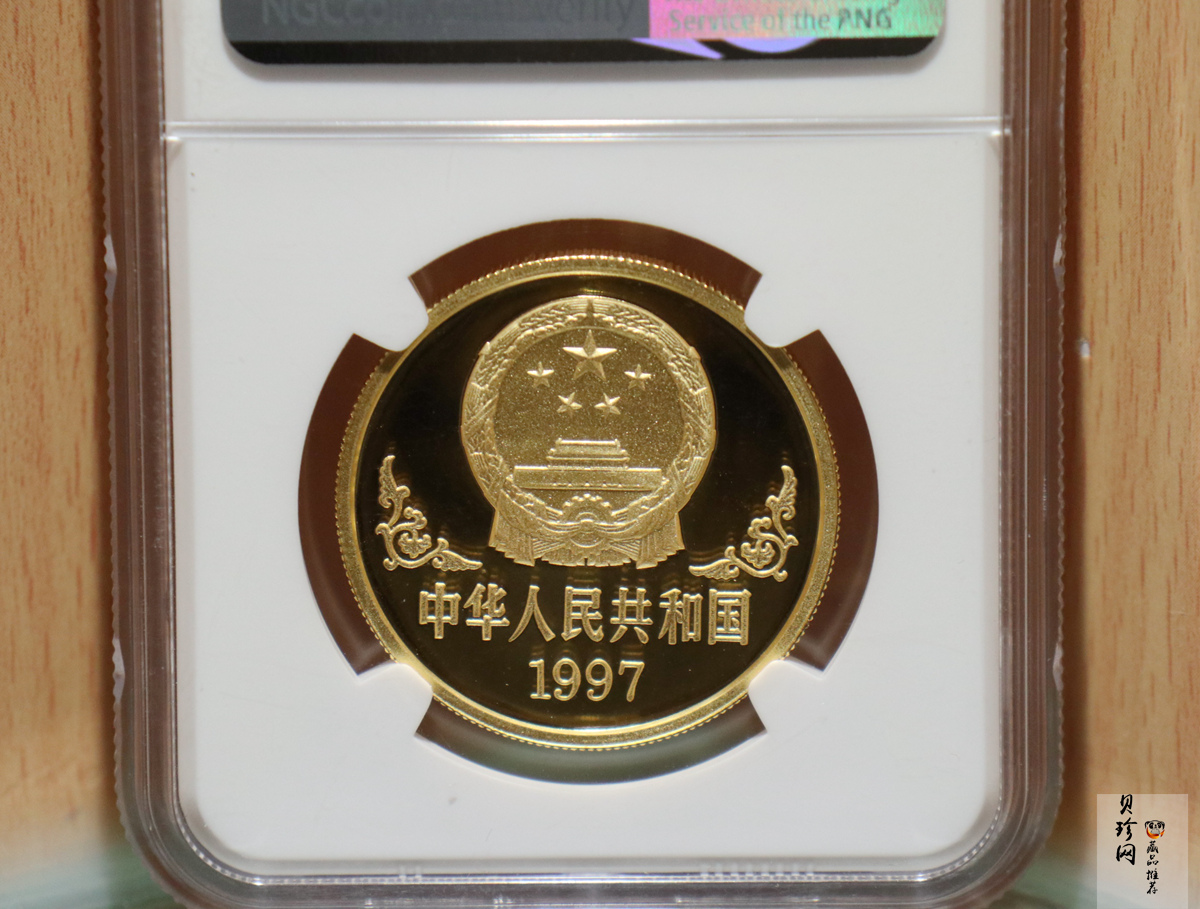 Service of the PNG
中华人民共和国
1997
贝珍网
藏品推荐